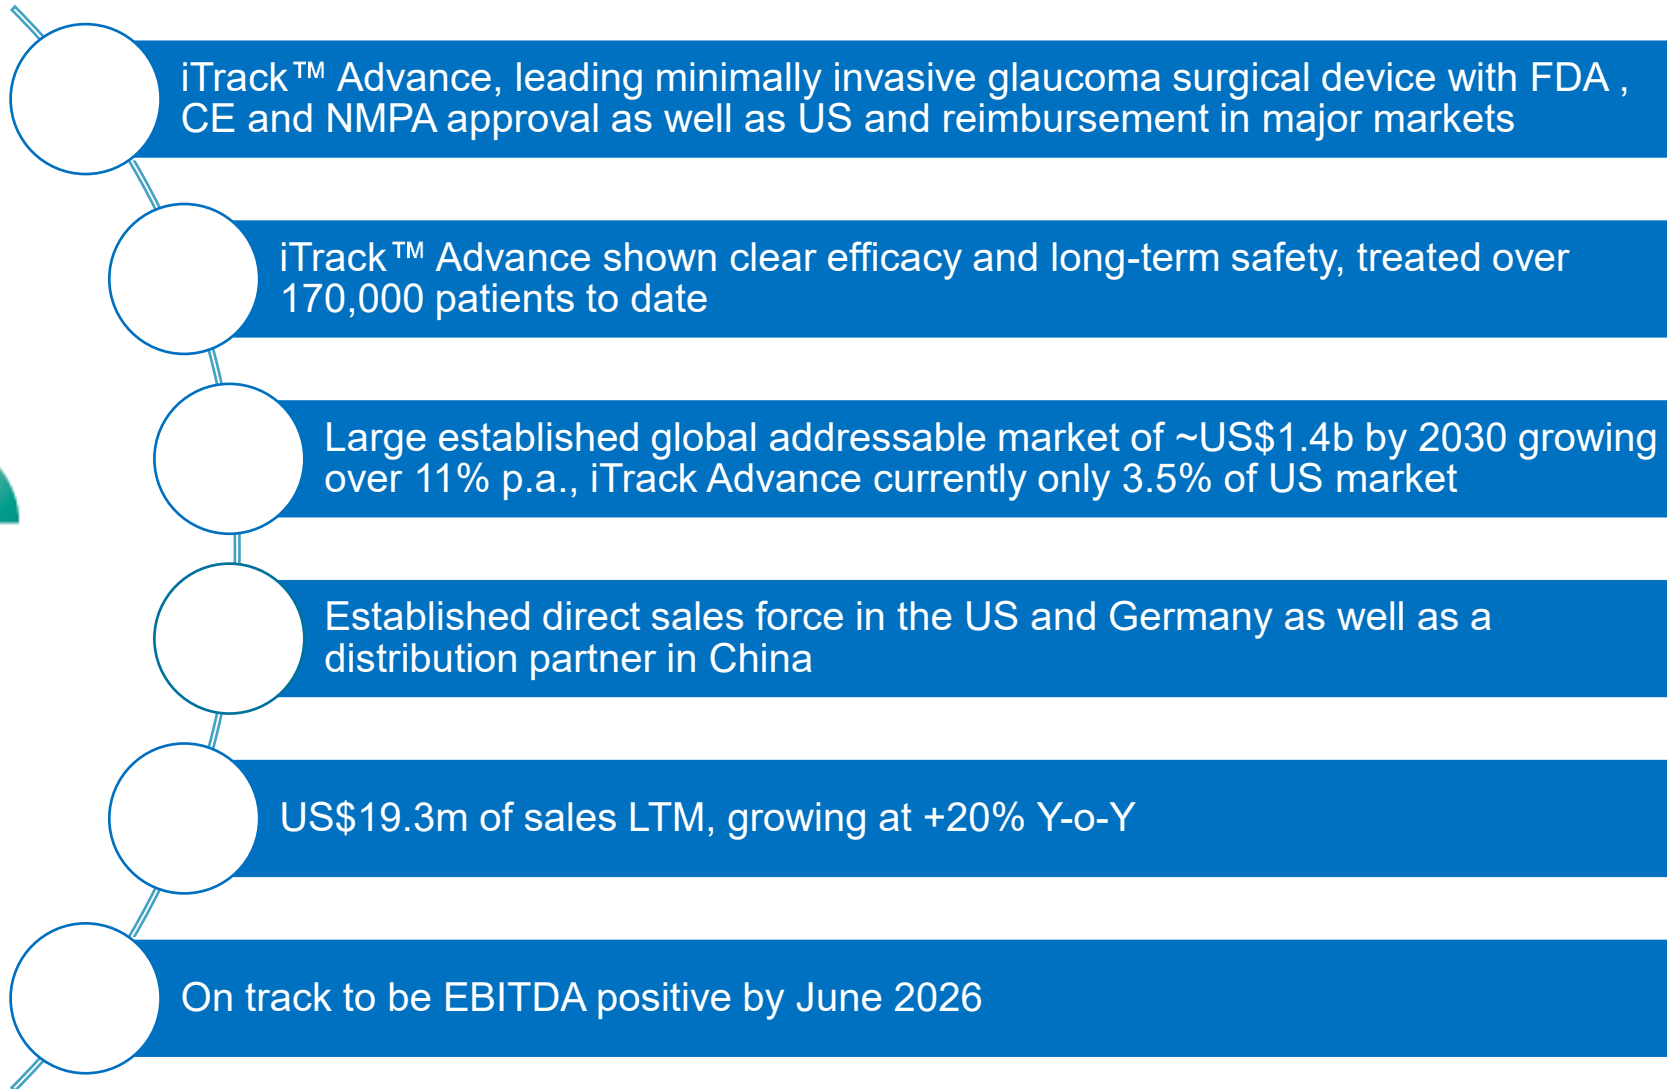 iTrack™ Advance, leading minimally invasive glaucoma surgical device with FDA ,
CE and NMPA approval as well as US and reimbursement in major markets
iTrack™ Advance shown clear efficacy and long-term safety, treated over
170,000 patients to date
Large established global addressable market of ~US$1.4b by 2030 growing
over 11% p.a., iTrack Advance currently only 3.5% of US market
Established direct sales force in the US and Germany as well as a
distribution partner in China
US$19.3m of sales LTM, growing at +20% Y-o-Y
On track to be EBITDA positive by June 2026